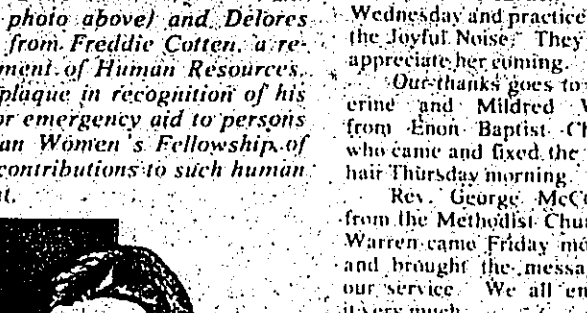 photo above) and Delores
from Freddie Cotten, a re-
ment of Human Resources,
plaque in recognition of his
or emergency aid to persons
an Women's Fellowship of
contributions to such human
t.
Wednesday and practice
the Joyful Noise." They
appreciate her coming.
Our thanks goes to
erine and Mildred W
from Enon Baptist Ch
who came and fixed the
hair Thursday morning.
Rev. George McC
from the Methodist Chu
Warren came Friday mo
and brought the messa
our service. We all en
it very much.